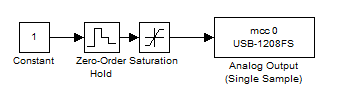 1
mcc 0
USB-1208FS
Constant
Zero-Order
Hold
Saturation
Analog Output
(Single Sample)